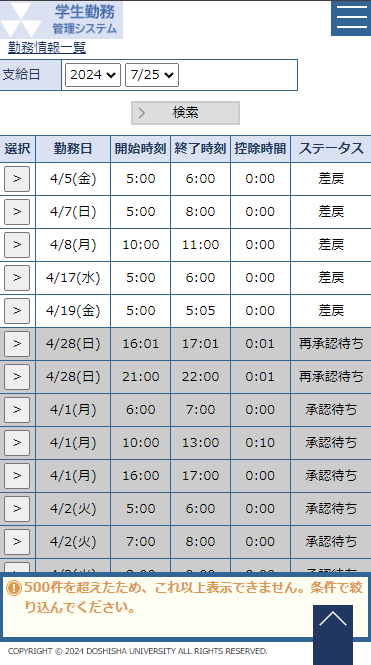 学生勤務
管理システム
勤務情報一覧
支給日 2024 7/25
検索
選択 勤務日 開始時刻 終了時刻 控除時間 ステータス
> 4/5(金) 5:00 6:00 0:00 差戻
> 4/7(日) 5:00 8:00 0:00 差戻
> 4/8(月) 10:00 11:00 0:00 差戻
> 4/17(水) 5:00 6:00 0:00 差戻
> 4/19(金) 5:00 5:05 0:00 差戻
> 4/28(日) 16:01 17:01 0:01 再承認待ち
> 4/28(日) 21:00 22:00 0:01 再承認待ち
> 4/1(月) 6:00 7:00 0:00 承認待ち
> 4/1(月) 10:00 13:00 0:10 承認待ち
> 4/1(月) 16:00 17:00 0:00 承認待ち
> 4/2(火) 5:00 6:00 0:00 承認待ち
> 4/2(火) 7:00 8:00 0:00 承認待ち
500件を超えたため、これ以上表示できません。条件で絞
り込んでください。
COPYRIGHT © 2024 DOSHISHA UNIVERSITY ALL RIGHTS RESERVED.